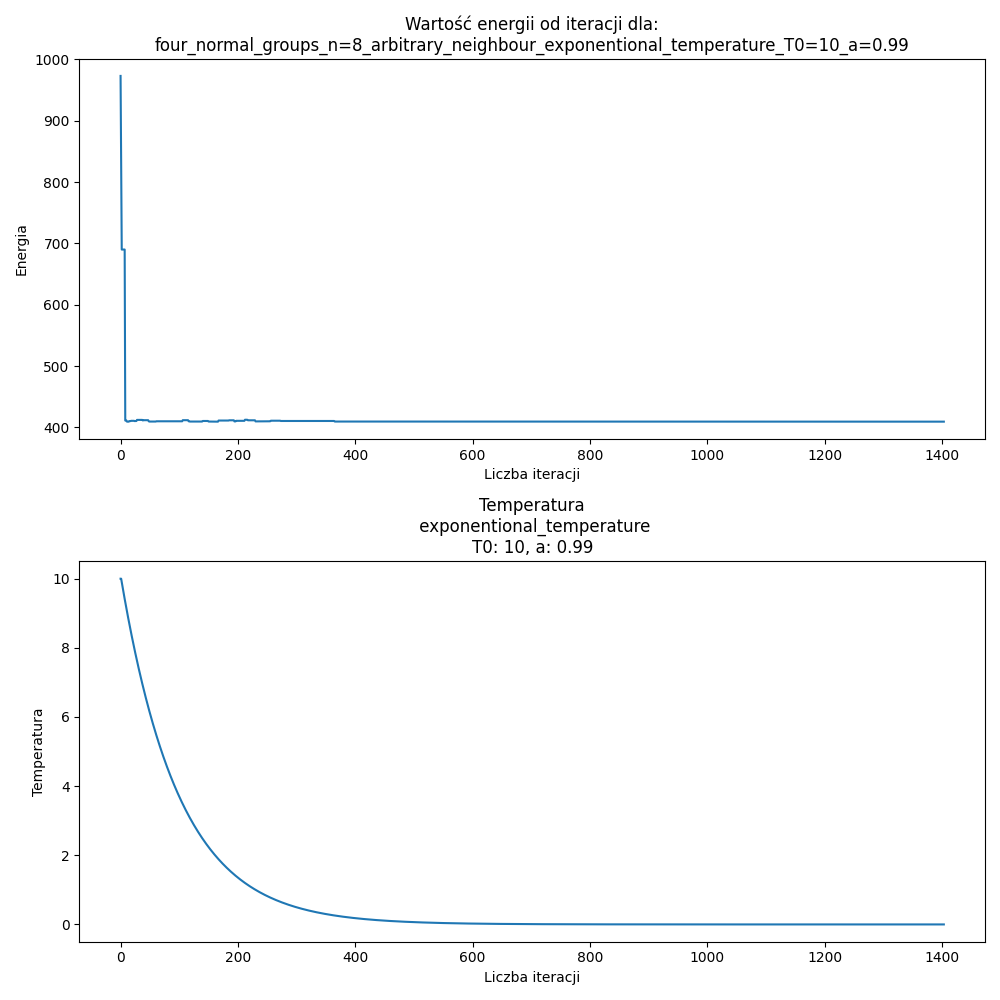 Wartość energii od iteracji dla:
four_normal_groups_n=8_arbitrary_neighbour_exponentional_temperature_T0=10_a=0.99
1000
900
800
700
600
500
400
Energia
0 200 400 600 800 1000 1200 1400
Liczba iteracji
Temperatura
exponentional_temperature
T0: 10, a: 0.99
10
8
6
4
2
0
Temperatura
0 200 400 600 800 1000 1200 1400
Liczba iteracji